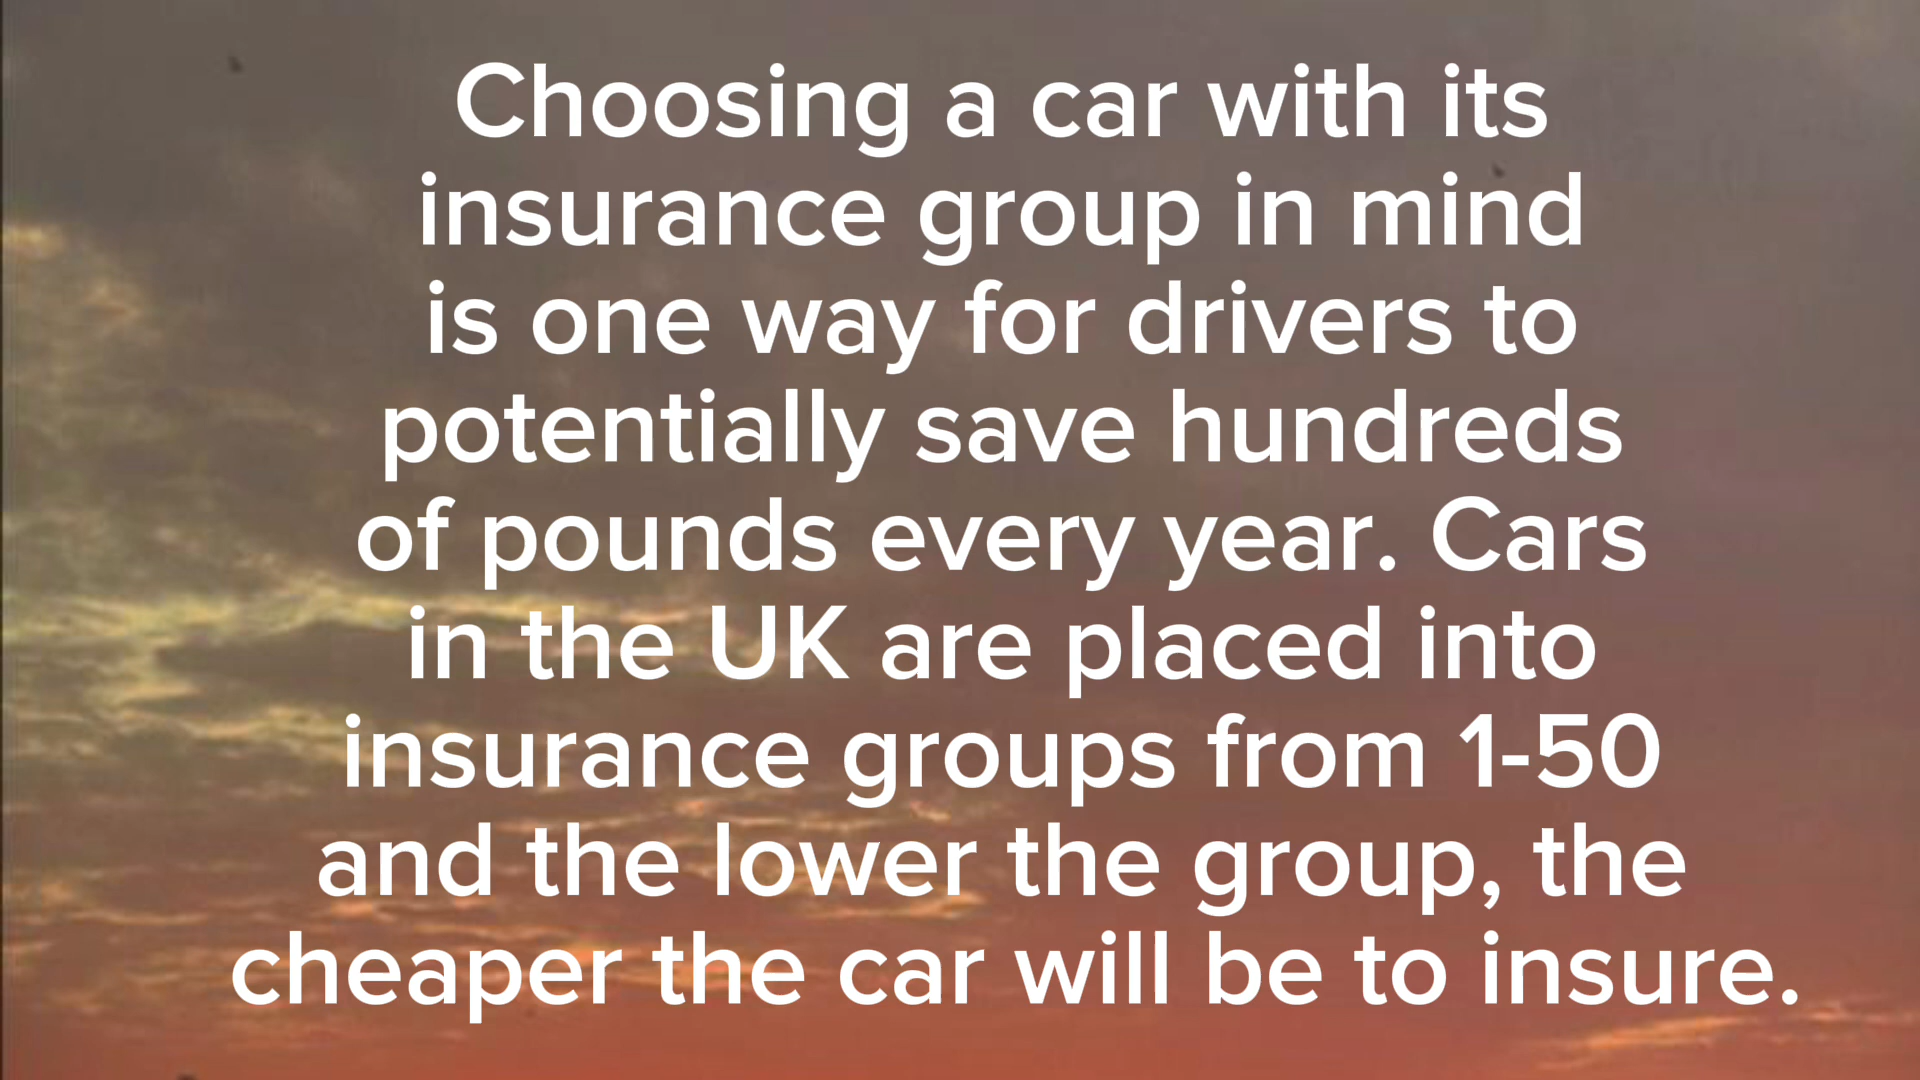 Choosing a car with its
insurance group in mind
is one way for drivers to
potentially save hundreds
of pounds every year. Cars
in the UK are placed into
insurance groups from 1-50
and the lower the group, the
cheaper the car will be to insure.